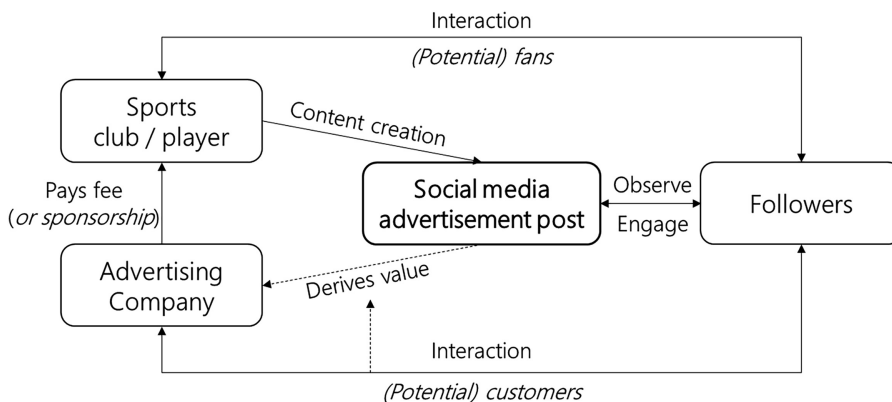 Interaction
(Potential) fans
Sports
club / player
Content creation
Pays fee
(or sponsorship)
Social media
advertisement post
Observe
Engage
Followers
Advertising
Company
Derives value
Interaction
(Potential) customers